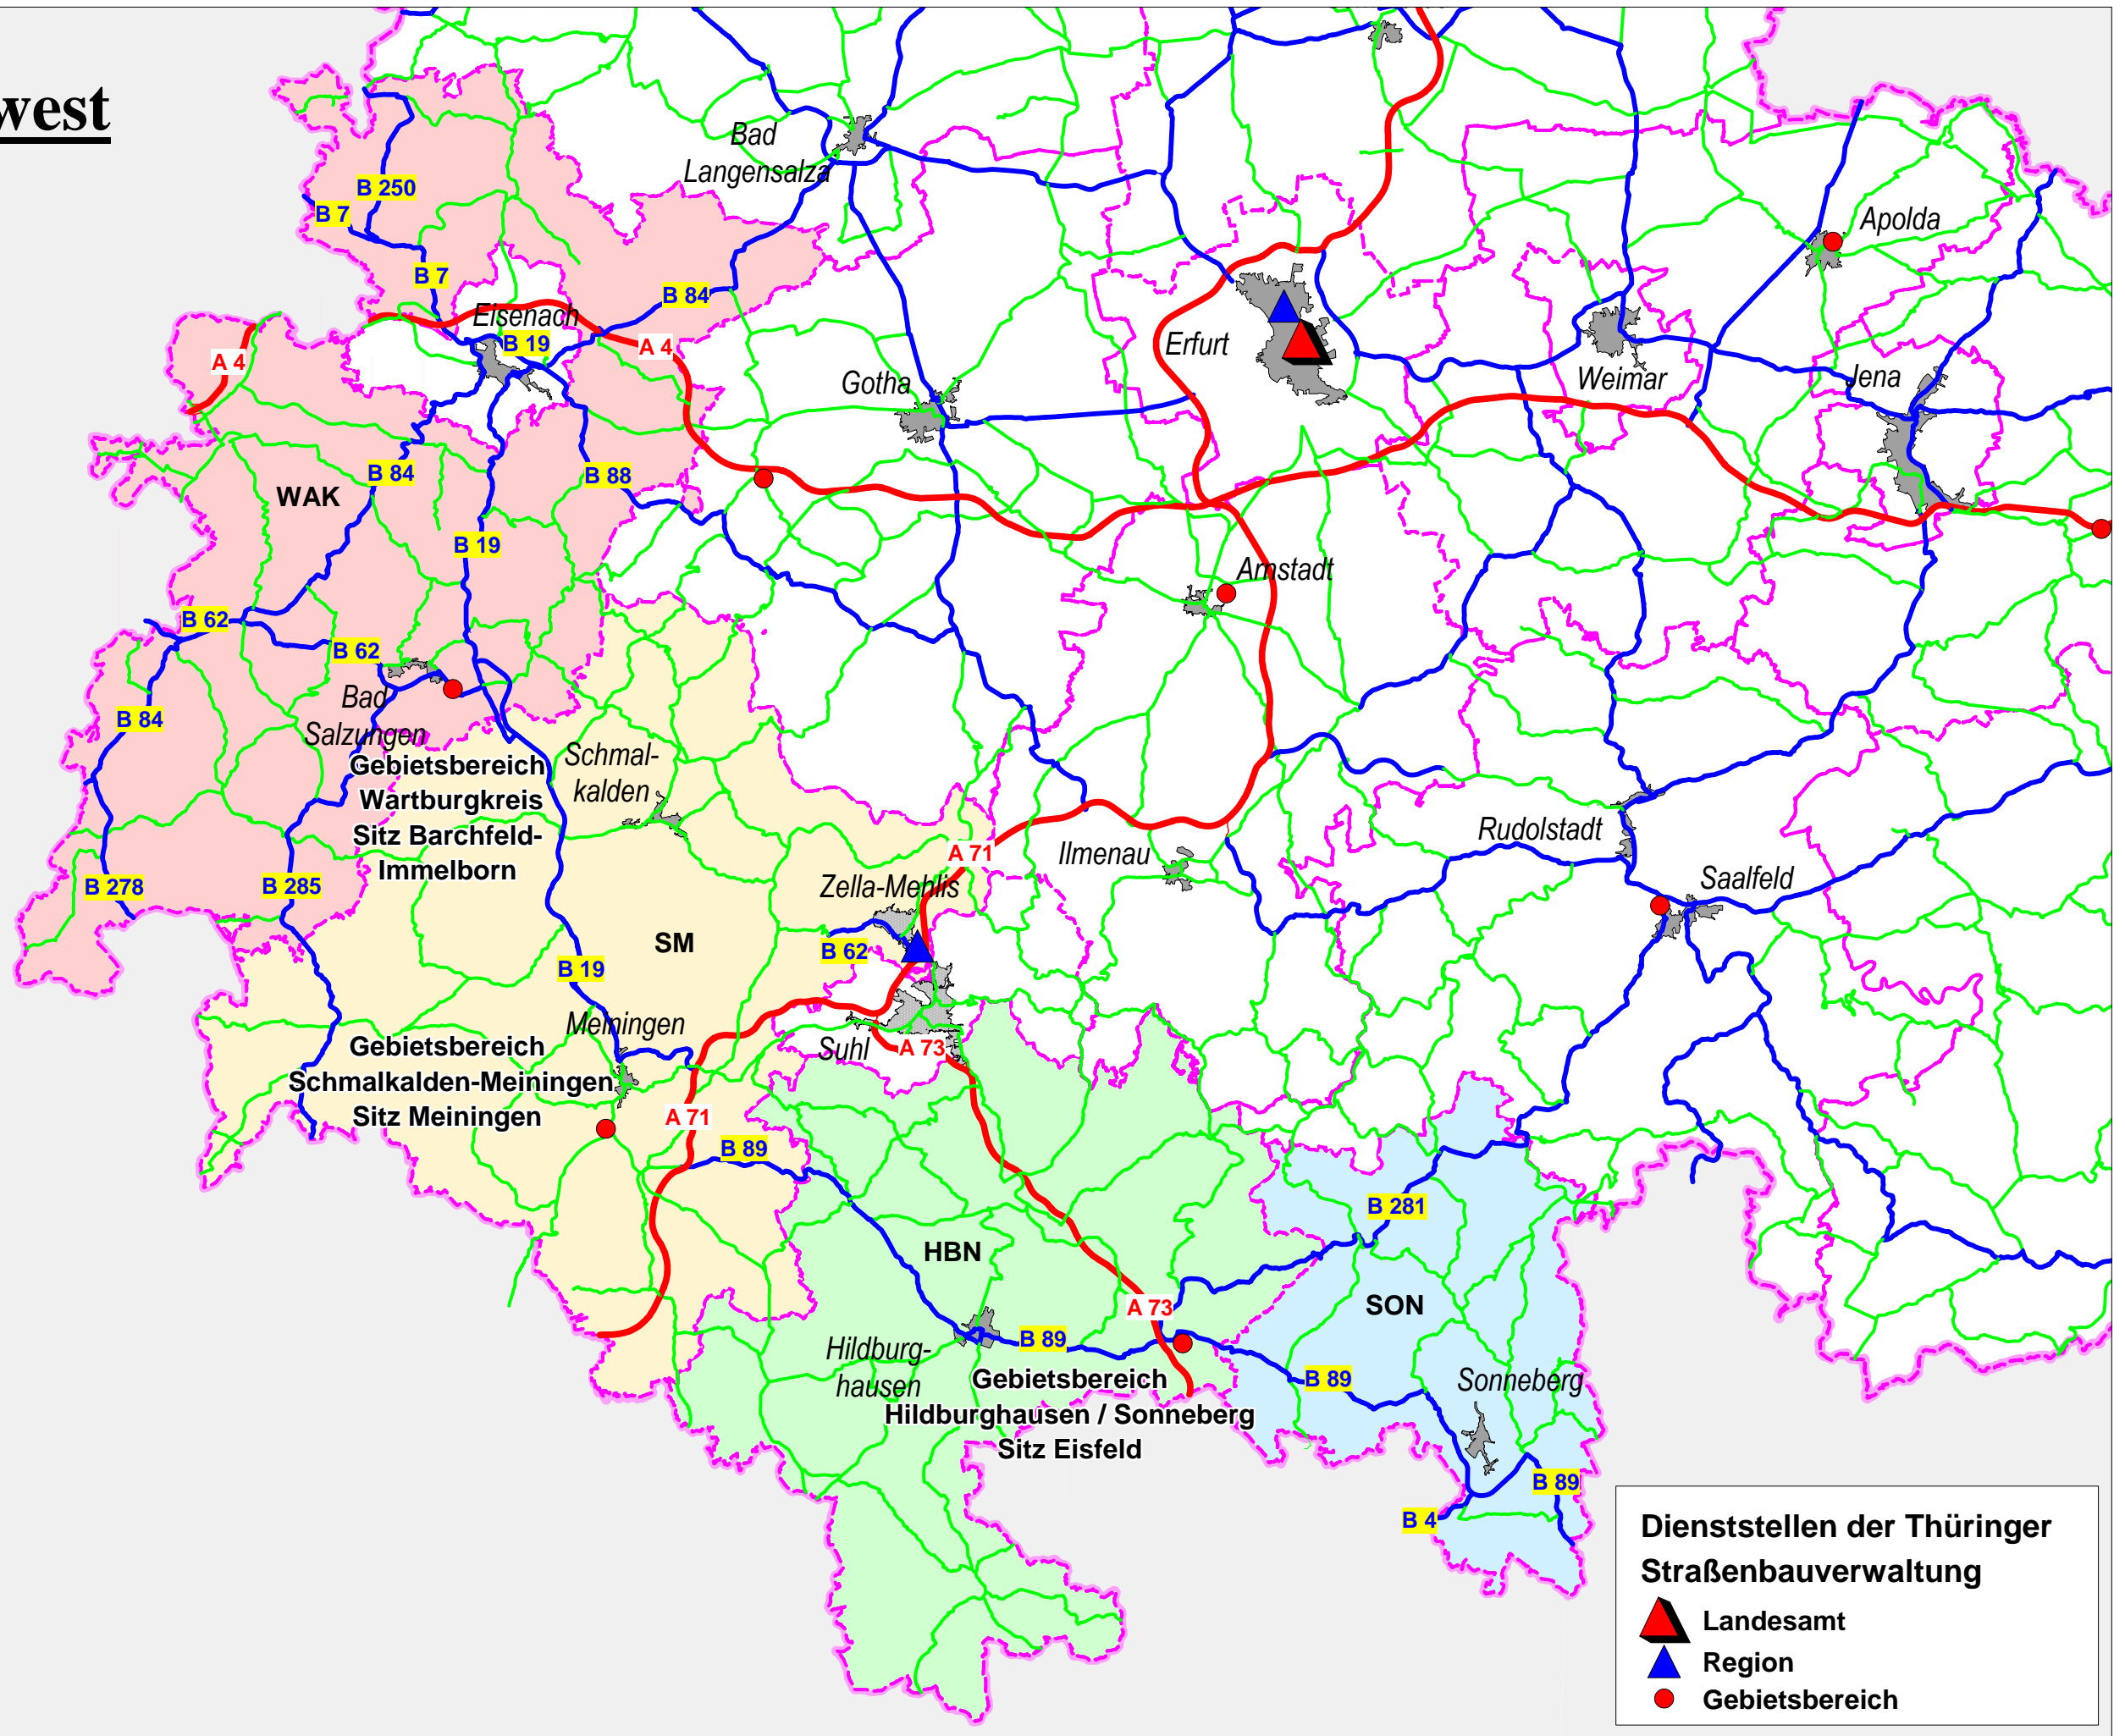 west
Bad
Langensalza
B 250
B 7
Apolda
B 7
B 84
Eisenach
B 19
A 4
A 4
Erfurt
Gotha
Weimar
Jena
B 84
B 88
WAK
B 19
Arnstadt
B 62
B 62
Bad
Salzungen
B 84
Schmal-
kalden
Gebietsbereich
Wartburgkreis
Sitz Barchfeld-
Immelborn
Rudolstadt
A 71
Ilmenau
Zella-Mehlis
Saalfeld
B 278
B 285
SM
B 62
B 19
Meiningen
Suhl
A 73
Gebietsbereich
Schmalkalden-Meiningen
Sitz Meiningen
A 71
B 89
B 281
HBN
SON
A 73
B 89
Hildburg-
hausen
B 89
Sonneberg
Gebietsbereich
Hildburghausen / Sonneberg
Sitz Eisfeld
B 89
B 4
Dienststellen der Thüringer
Straßenbauverwaltung
Landesamt
Region
Gebietsbereich